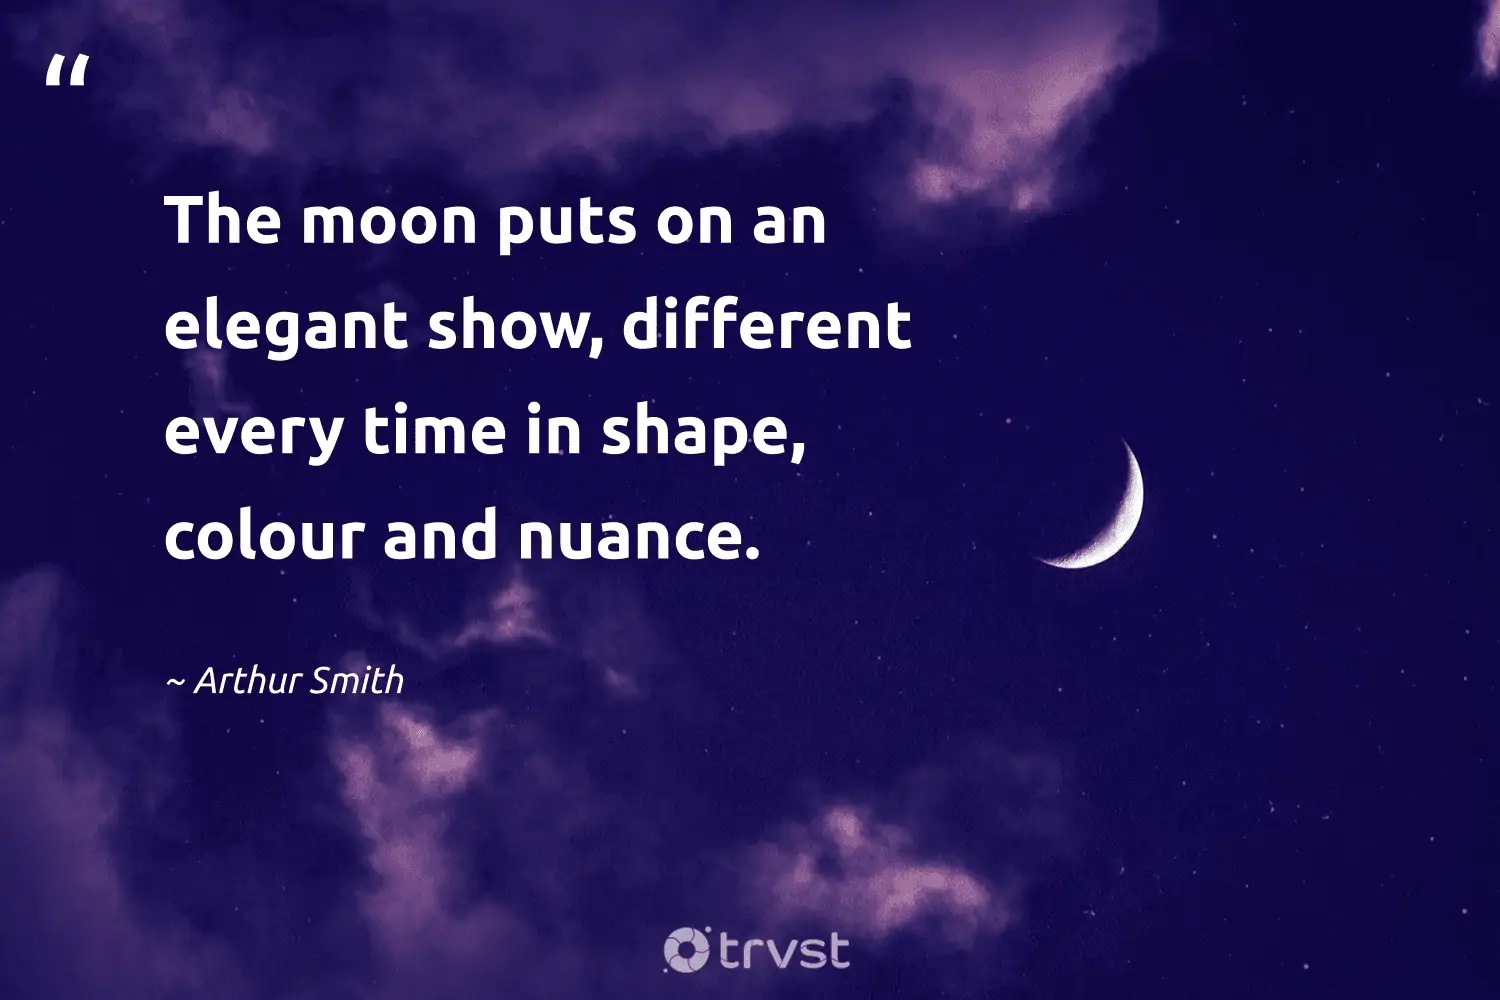 “
The moon puts on an
elegant show, different
every time in shape,
colour and nuance.
~ Arthur Smith
trvst